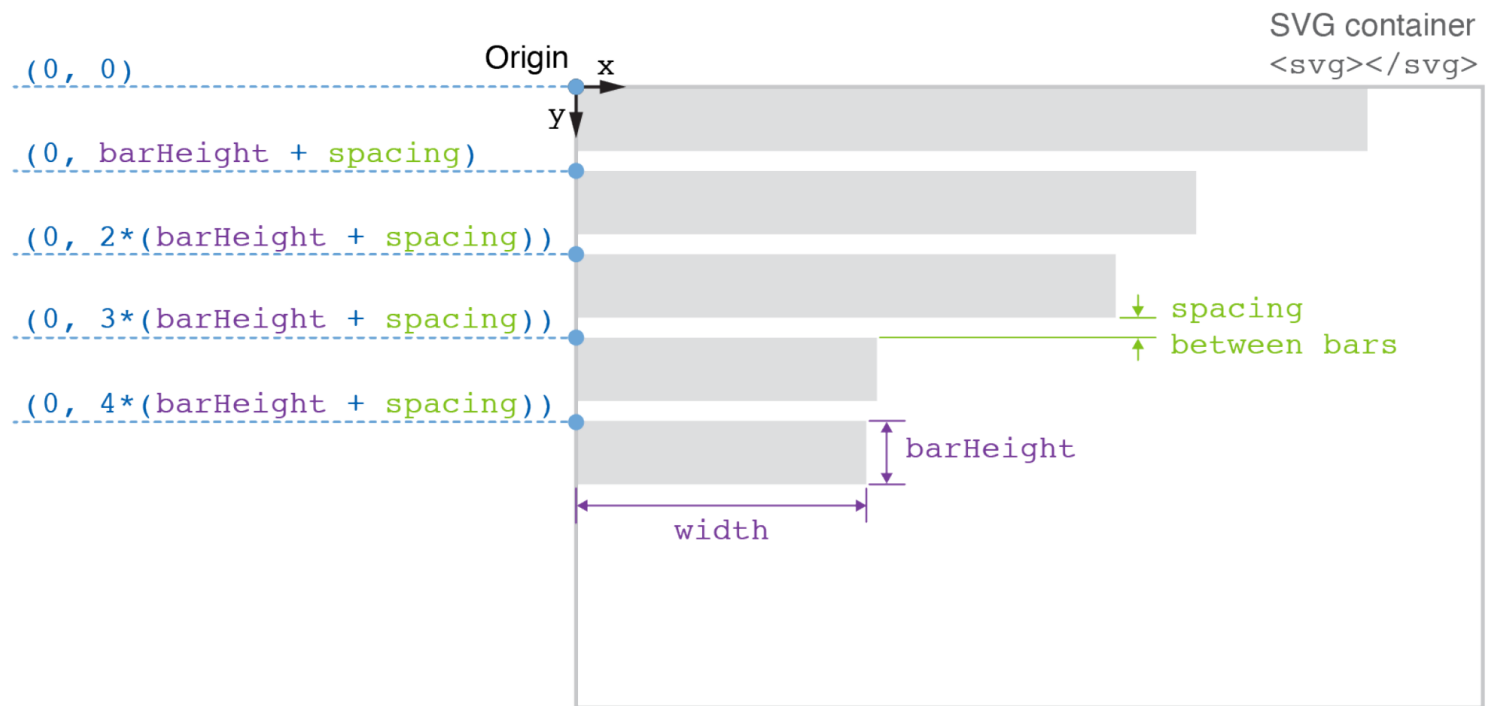 SVG container
<svg></svg>
Origin
x
y
(0, 0)
(0, barHeight + spacing)
(0, 2*(barHeight + spacing))
(0, 3*(barHeight + spacing))
(0, 4*(barHeight + spacing))
spacing
between bars
barHeight
width